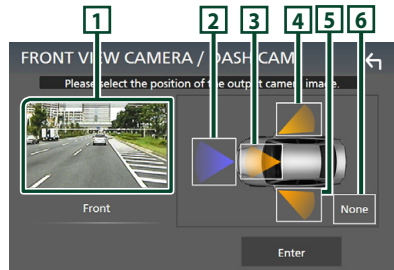 1 2 3 4 5 6
FRONT VIEW CAMERA / DASH CAM
Please select the position of the output camera image.
Front
None
Enter